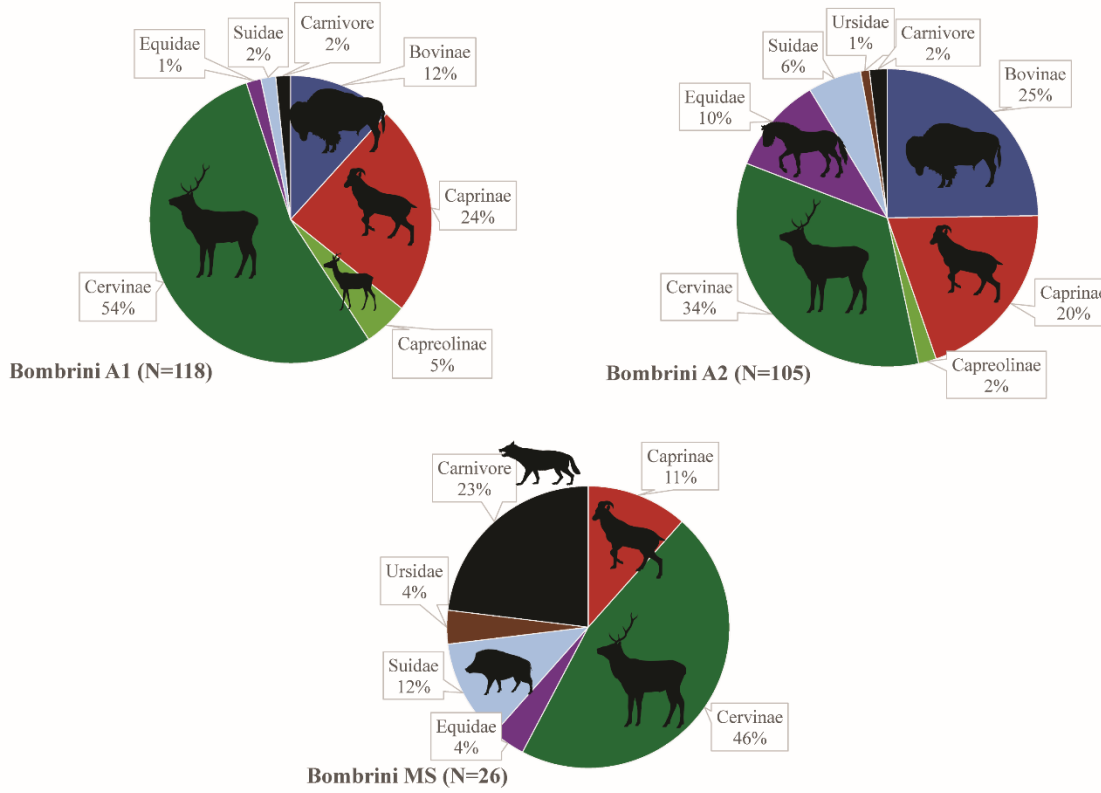 Equidae
1%
Suidae
2%
Carnivore
2%
Bovinae
12%
Caprinae
24%
Capreolinae
5%
Cervinae
54%
Bombrini A1 (N=118)
Equidae
10%
Suidae
6%
Ursidae
1%
Carnivore
2%
Bovinae
25%
Caprinae
20%
Capreolinae
2%
Cervinae
34%
Bombrini A2 (N=105)
Carnivore
23%
Caprinae
11%
Ursidae
4%
Suidae
12%
Equidae
4%
Cervinae
46%
Bombrini MS (N=26)